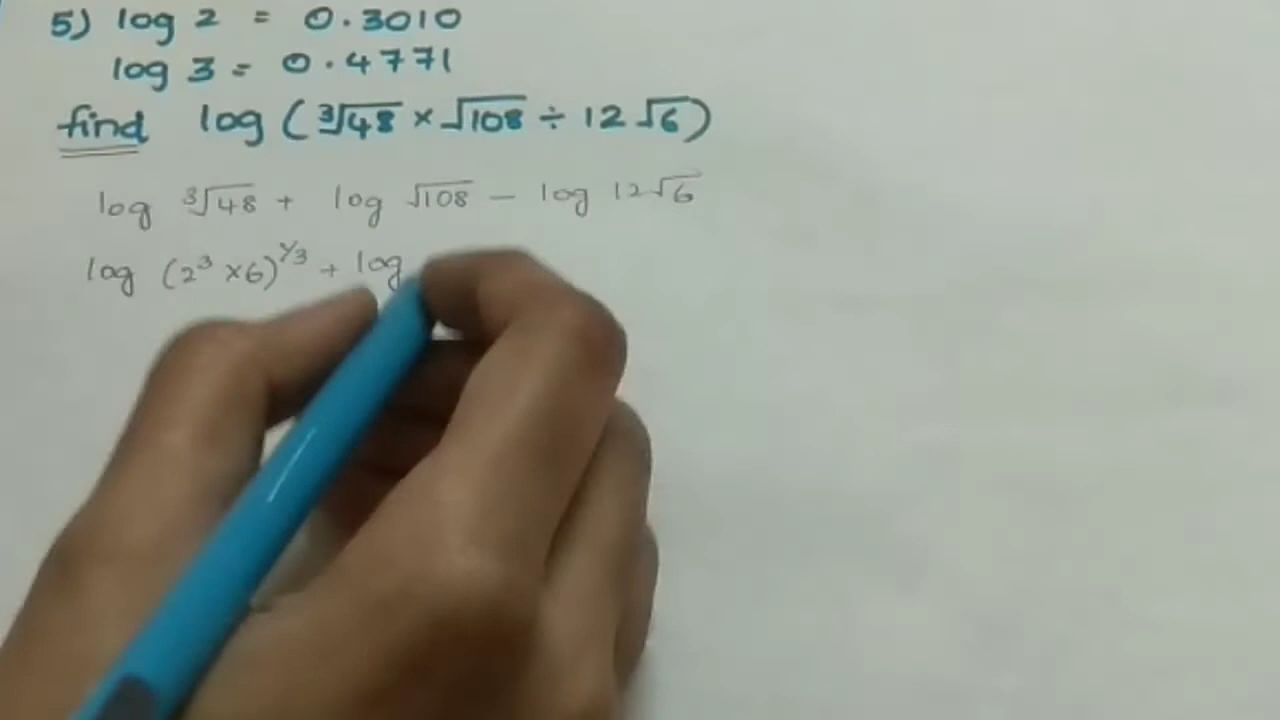 5) log 2 = 0.3010
log 3 = 0.4771
find log (∛48 × √108 ÷ 12√6)
log ∛48 + log √108 − log 12√6
log (2³ × 6)^1/3 + log